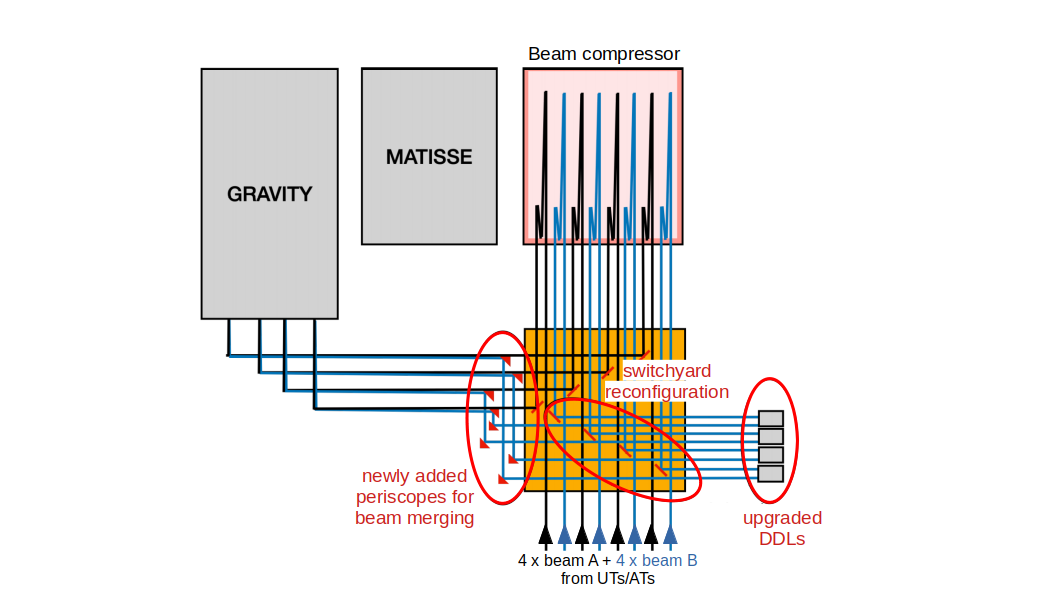 Beam compressor
GRAVITY
MATISSE
switchyard
reconfiguration
newly added
periscopes for
beam merging
upgraded
DDLs
4 x beam A + 4 x beam B
from UTs/ATs